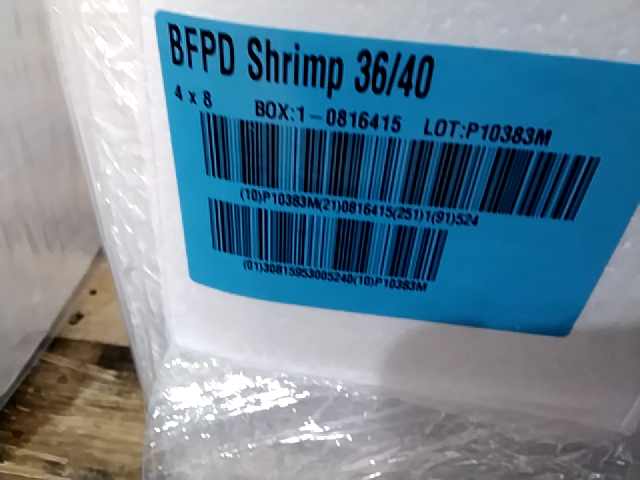 BFPD Shrimp 36/40
4 x 8 BOX:1-0816415 LOT:P10383M
(10)P10383M(21)0816415(251)1(91)524
(01)30815953005240(10)P10383M